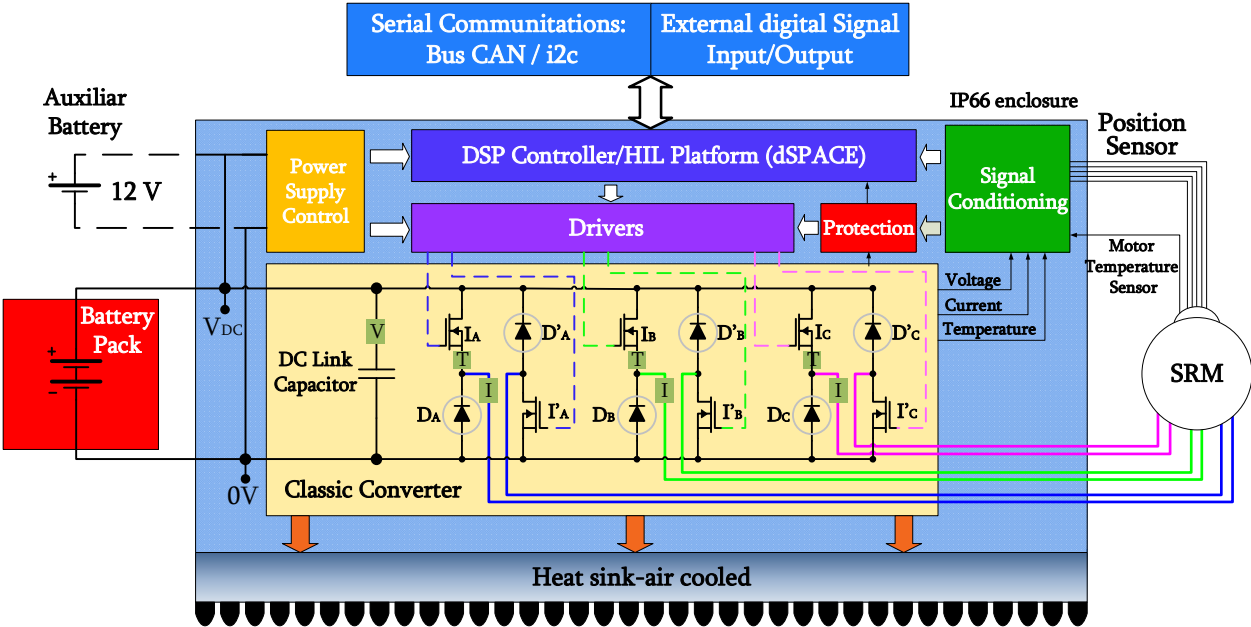 Serial Communitations:
Bus CAN / i2c
External digital Signal
Input/Output
Auxiliar
Battery
+
12 V
IP66 enclosure
Position
Sensor
Power
Supply
Control
DSP Controller/HIL Platform (dSPACE)
Signal
Conditioning
Drivers
Protection
Motor
Temperature
Sensor
Voltage
Current
Temperature
Battery
Pack
+
-
VDC
V
DC Link
Capacitor
IA
D'A
T
I
DA
I'A
IB
D'B
T
I
DB
I'B
IC
D'C
T
I
DC
I'C
SRM
0V
Classic Converter
Heat sink-air cooled